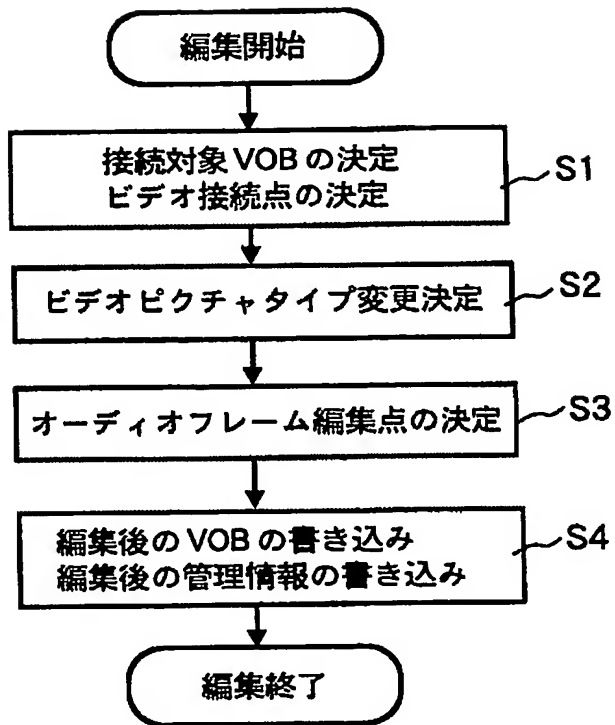 編集開始
接続対象VOBの決定
ビデオ接続点の決定
S1
ビデオピクチャタイプ変更決定
S2
オーディオフレーム編集点の決定
S3
編集後のVOBの書き込み
編集後の管理情報の書き込み
S4
編集終了